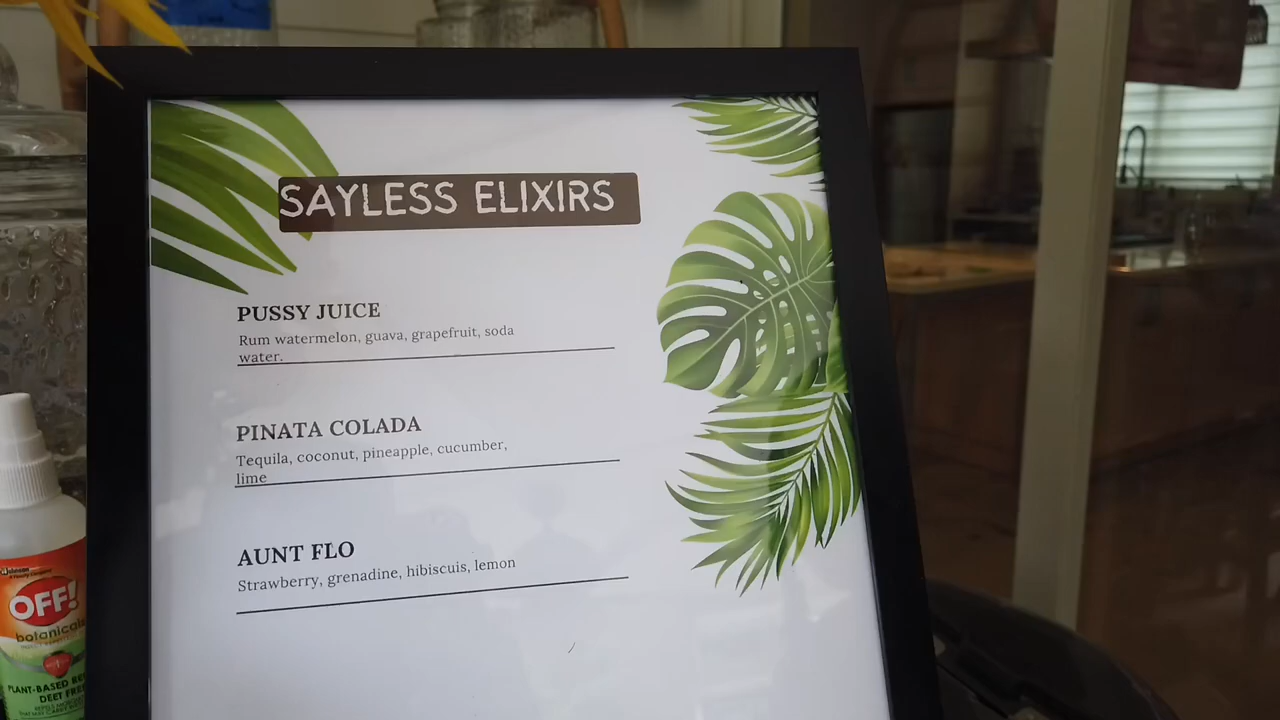 SAYLESS ELIXIRS
PUSSY JUICE
Rum watermelon, guava, grapefruit, soda
water.
PINATA COLADA
Tequila, coconut, pineapple, cucumber,
lime
AUNT FLO
Strawberry, grenadine, hibiscuis, lemon
OFF!
botanicals
PLANT-BASED
DEET FREE